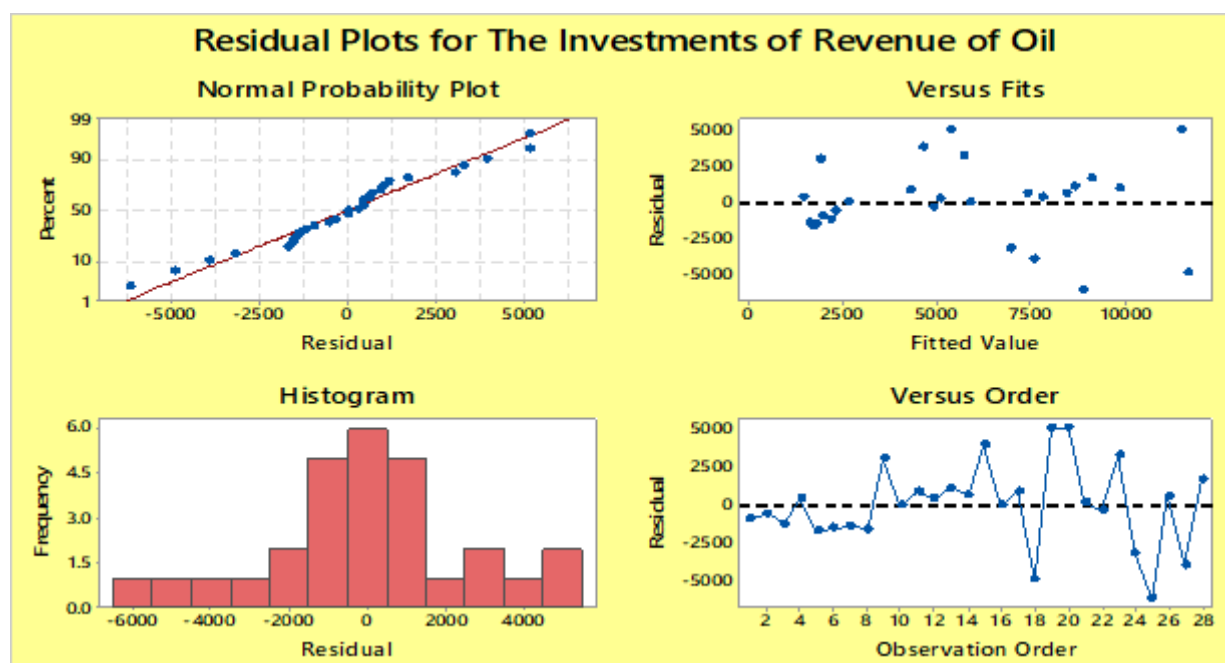 Residual Plots for The Investments of Revenue of Oil
Normal Probability Plot
99
90
50
10
1
Percent
-5000 -2500 0 2500 5000
Residual
Versus Fits
5000
2500
0
-2500
-5000
Residual
0 2500 5000 7500 10000
Fitted Value
Histogram
6.0
4.5
3.0
1.5
0.0
Frequency
-6000 -4000 -2000 0 2000 4000
Residual
Versus Order
5000
2500
0
-2500
-5000
Residual
2 4 6 8 10 12 14 16 18 20 22 24 26 28
Observation Order